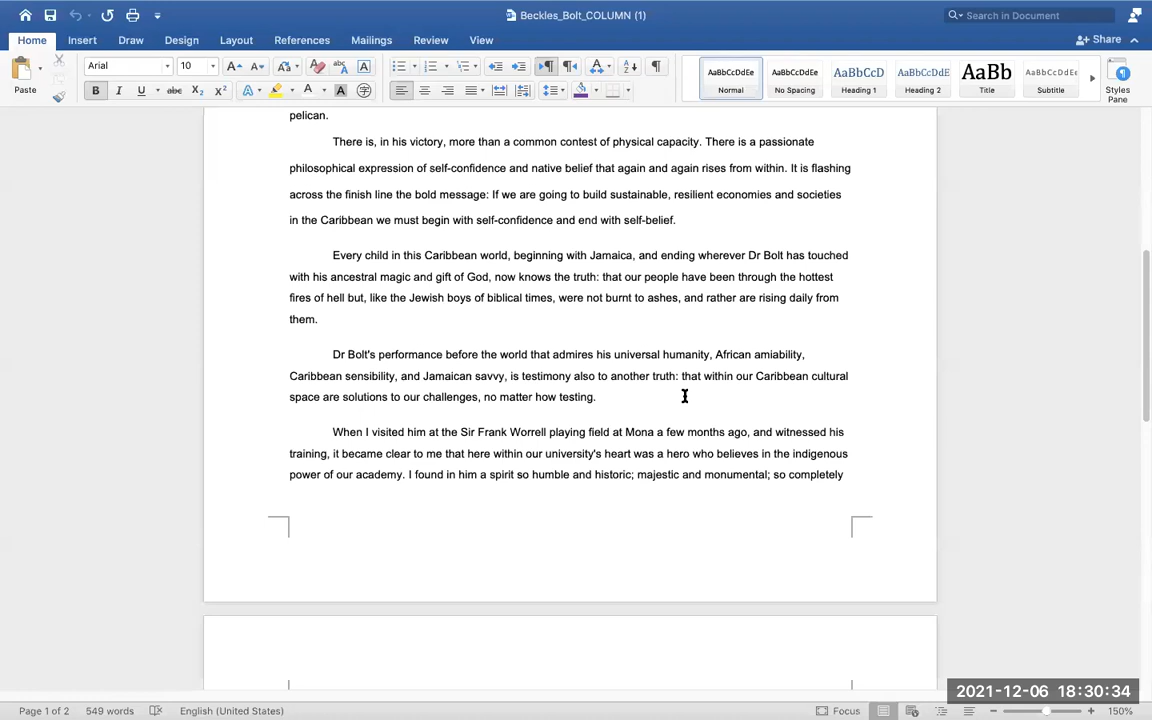 Beckles_Bolt_COLUMN (1)
Search in Document
Home Insert Draw Design Layout References Mailings Review View
Share
Paste
Arial 10
AaBbCcDdEe AaBbCcDdEe AaBbCcD AaBbCcDdE AaBb AaBbCcDdEe
Normal No Spacing Heading 1 Heading 2 Title Subtitle
Styles
Pane
pelican.
There is, in his victory, more than a common contest of physical capacity. There is a passionate
philosophical expression of self-confidence and native belief that again and again rises from within. It is flashing
across the finish line the bold message: If we are going to build sustainable, resilient economies and societies
in the Caribbean we must begin with self-confidence and end with self-belief.
Every child in this Caribbean world, beginning with Jamaica, and ending wherever Dr Bolt has touched
with his ancestral magic and gift of God, now knows the truth: that our people have been through the hottest
fires of hell but, like the Jewish boys of biblical times, were not burnt to ashes, and rather are rising daily from
them.
Dr Bolt's performance before the world that admires his universal humanity, African amiability,
Caribbean sensibility, and Jamaican savvy, is testimony also to another truth: that within our Caribbean cultural
space are solutions to our challenges, no matter how testing.
When I visited him at the Sir Frank Worrell playing field at Mona a few months ago, and witnessed his
training, it became clear to me that here within our university's heart was a hero who believes in the indigenous
power of our academy. I found in him a spirit so humble and historic; majestic and monumental; so completely
2021-12-06 18:30:34
Page 1 of 2 549 words English (United States) Focus 150%